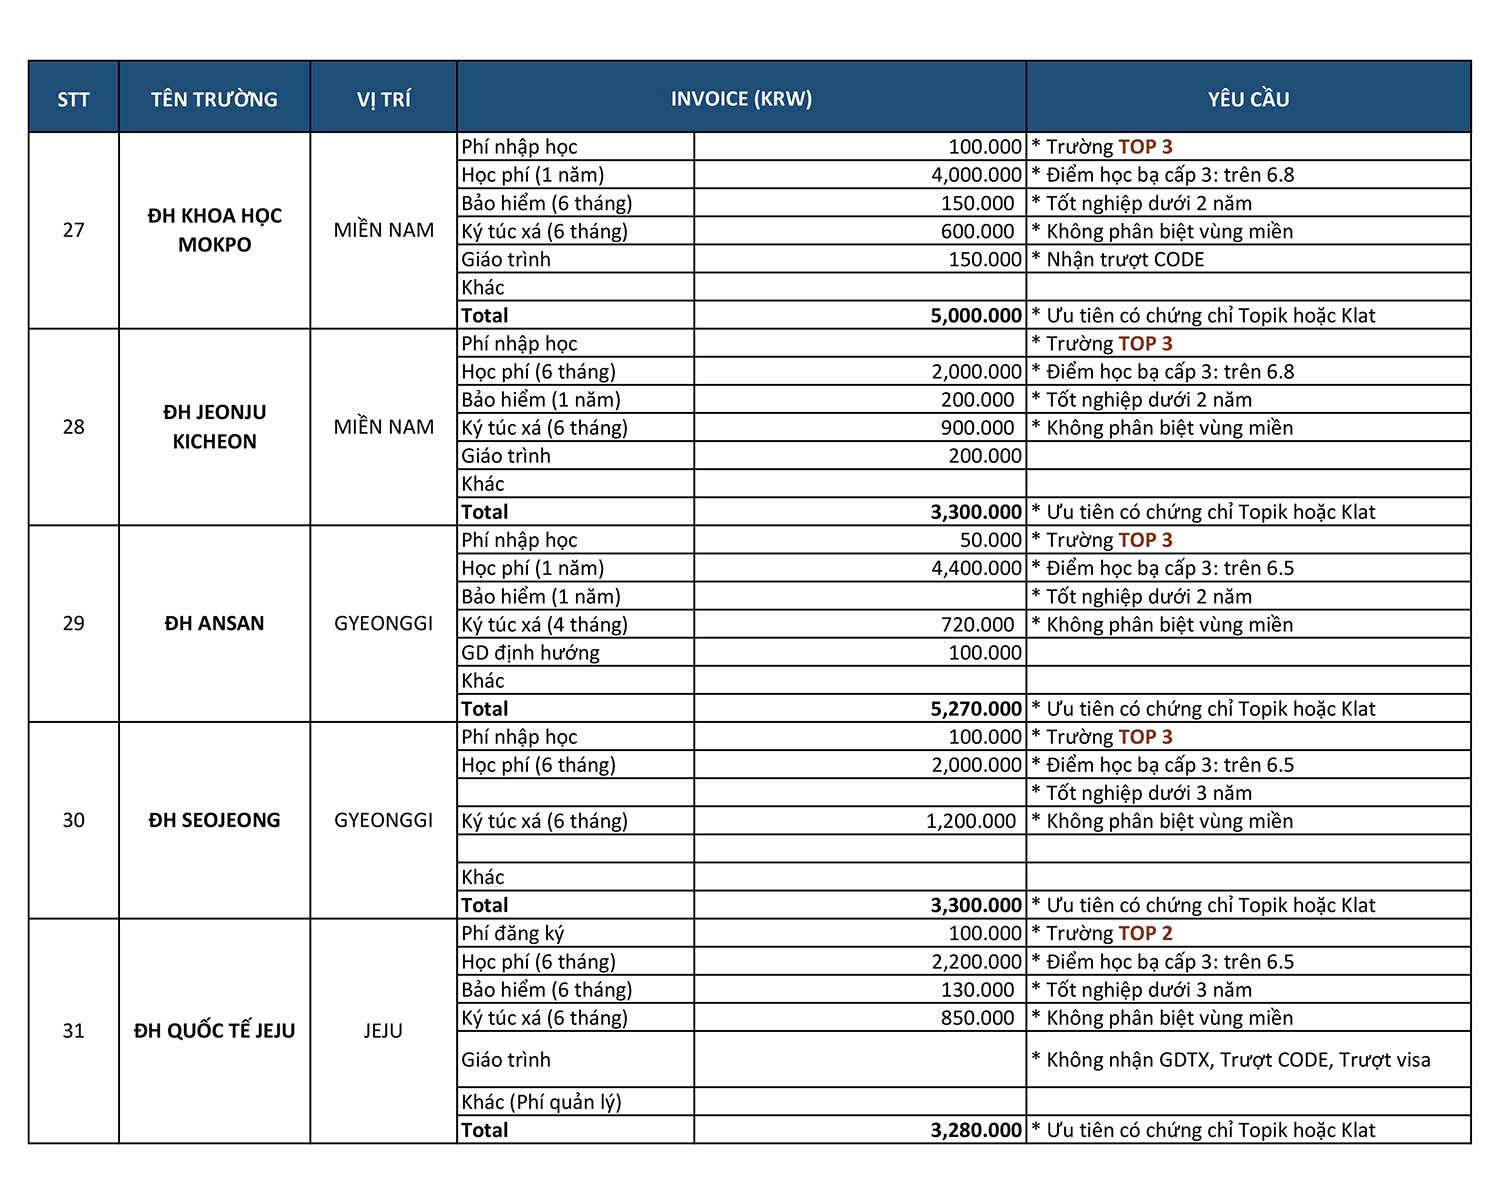 STT TÊN TRƯỜNG VỊ TRÍ INVOICE (KRW) YÊU CẦU
27 ĐH KHOA HỌC MOKPO MIỀN NAM
Phí nhập học 100.000 * Trường TOP 3
Học phí (1 năm) 4,000.000 * Điểm học bạ cấp 3: trên 6.8
Bảo hiểm (6 tháng) 150.000 * Tốt nghiệp dưới 2 năm
Ký túc xá (6 tháng) 600.000 * Không phân biệt vùng miền
Giáo trình 150.000 * Nhận trượt CODE
Khác
Total 5,000.000 * Ưu tiên có chứng chỉ Topik hoặc Klat
28 ĐH JEONJU KICHEON MIỀN NAM
Phí nhập học * Trường TOP 3
Học phí (6 tháng) 2,000.000 * Điểm học bạ cấp 3: trên 6.8
Bảo hiểm (1 năm) 200.000 * Tốt nghiệp dưới 2 năm
Ký túc xá (6 tháng) 900.000 * Không phân biệt vùng miền
Giáo trình 200.000
Khác
Total 3,300.000 * Ưu tiên có chứng chỉ Topik hoặc Klat
29 ĐH ANSAN GYEONGGI
Phí nhập học 50.000 * Trường TOP 3
Học phí (1 năm) 4,400.000 * Điểm học bạ cấp 3: trên 6.5
Bảo hiểm (1 năm) * Tốt nghiệp dưới 2 năm
Ký túc xá (4 tháng) 720.000 * Không phân biệt vùng miền
GD định hướng 100.000
Khác
Total 5,270.000 * Ưu tiên có chứng chỉ Topik hoặc Klat
30 ĐH SEOJEONG GYEONGGI
Phí nhập học 100.000 * Trường TOP 3
Học phí (6 tháng) 2,000.000 * Điểm học bạ cấp 3: trên 6.5
* Tốt nghiệp dưới 3 năm
Ký túc xá (6 tháng) 1,200.000 * Không phân biệt vùng miền
Khác
Total 3,300.000 * Ưu tiên có chứng chỉ Topik hoặc Klat
31 ĐH QUỐC TẾ JEJU JEJU
Phí đăng ký 100.000 * Trường TOP 2
Học phí (6 tháng) 2,200.000 * Điểm học bạ cấp 3: trên 6.5
Bảo hiểm (6 tháng) 130.000 * Tốt nghiệp dưới 3 năm
Ký túc xá (6 tháng) 850.000 * Không phân biệt vùng miền
Giáo trình * Không nhận GDTX, Trượt CODE, Trượt visa
Khác (Phí quản lý)
Total 3,280.000 * Ưu tiên có chứng chỉ Topik hoặc Klat